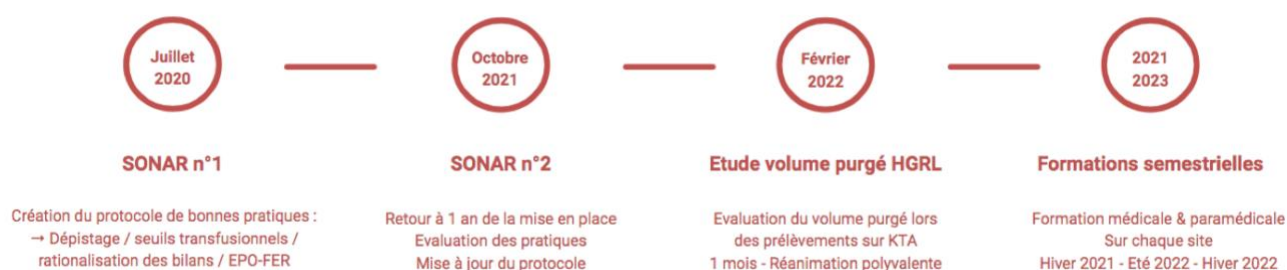 Juillet
2020
Octobre
2021
Février
2022
2021
2023
SONAR n°1
SONAR n°2
Etude volume purgé HGRL
Formations semestrielles
Création du protocole de bonnes pratiques :
→ Dépistage / seuils transfusionnels /
rationalisation des bilans / EPO-FER
Retour à 1 an de la mise en place
Evaluation des pratiques
Mise à jour du protocole
Evaluation du volume purgé lors
des prélèvements sur KTA
1 mois - Réanimation polyvalente
Formation médicale & paramédicale
Sur chaque site
Hiver 2021 - Eté 2022 - Hiver 2022